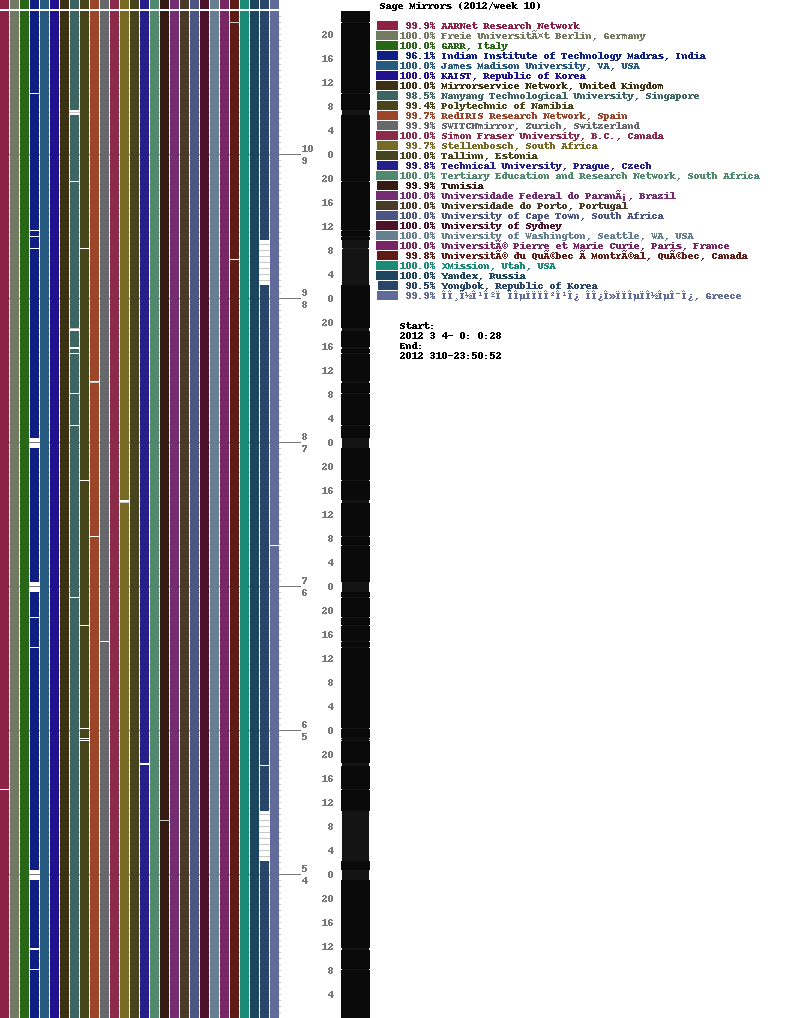 Sage Mirrors (2012/week 10)
99.9% AARNet Research Network
100.0% Freie UniversitÃ¤t Berlin, Germany
100.0% GARR, Italy
96.1% Indian Institute of Technology Madras, India
100.0% James Madison University, VA, USA
100.0% KAIST, Republic of Korea
100.0% Mirrorservice Network, United Kingdom
98.5% Nanyang Technological University, Singapore
99.4% Polytechnic of Namibia
99.7% RedIRIS Research Network, Spain
99.9% SWITCHmirror, Zurich, Switzerland
100.0% Simon Fraser University, B.C., Canada
99.7% Stellenbosch, South Africa
100.0% Tallinn, Estonia
99.8% Technical University, Prague, Czech
100.0% Tertiary Education and Research Network, South Africa
99.9% Tunisia
100.0% Universidade Federal do ParanÃ¡, Brazil
100.0% Universidade do Porto, Portugal
100.0% University of Cape Town, South Africa
100.0% University of Sydney
100.0% University of Washington, Seattle, WA, USA
100.0% UniversitÃ© Pierre et Marie Curie, Paris, France
99.8% UniversitÃ© du QuÃ©bec Ã MontrÃ©al, QuÃ©bec, Canada
100.0% XMission, Utah, USA
100.0% Yandex, Russia
90.5% Yongbok, Republic of Korea
99.9% , Greece
Start:
2012 3 4- 0: 0:28
End:
2012 310-23:50:52
20
16
12
8
4
10
0
9
20
16
12
8
4
9
0
8
20
16
12
8
4
8
0
7
20
16
12
8
4
7
0
6
20
16
12
8
4
6
0
5
20
16
12
8
4
5
0
4
20
16
12
8
4